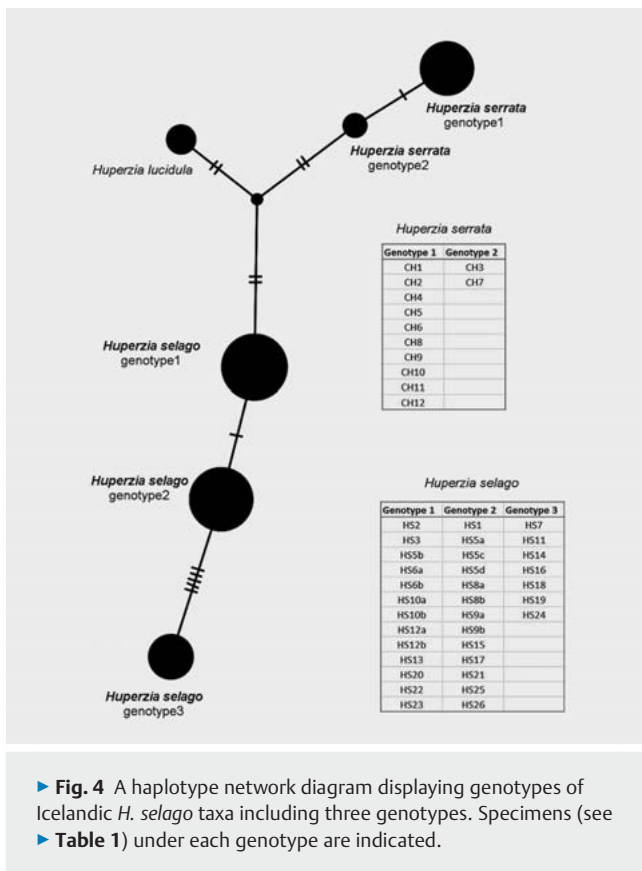 Huperzia serrata
genotype1
Huperzia serrata
genotype2
Huperzia lucidula
Huperzia serrata
Genotype 1 Genotype 2
CH1 CH3
CH2 CH7
CH4
CH5
CH6
CH8
CH9
CH10
CH11
CH12
Huperzia selago
genotype1
Huperzia selago
genotype2
Huperzia selago
genotype3
Huperzia selago
Genotype 1 Genotype 2 Genotype 3
HS2 HS1 HS7
HS3 HS5a HS11
HS5b HS5c HS14
HS6a HS5d HS16
HS6b HS8a HS18
HS10a HS8b HS19
HS10b HS9a HS24
HS12a HS9b
HS12b HS15
HS13 HS17
HS20 HS21
HS22 HS25
HS23 HS26
▶ Fig. 4 A haplotype network diagram displaying genotypes of
Icelandic H. selago taxa including three genotypes. Specimens (see
▶ Table 1) under each genotype are indicated.